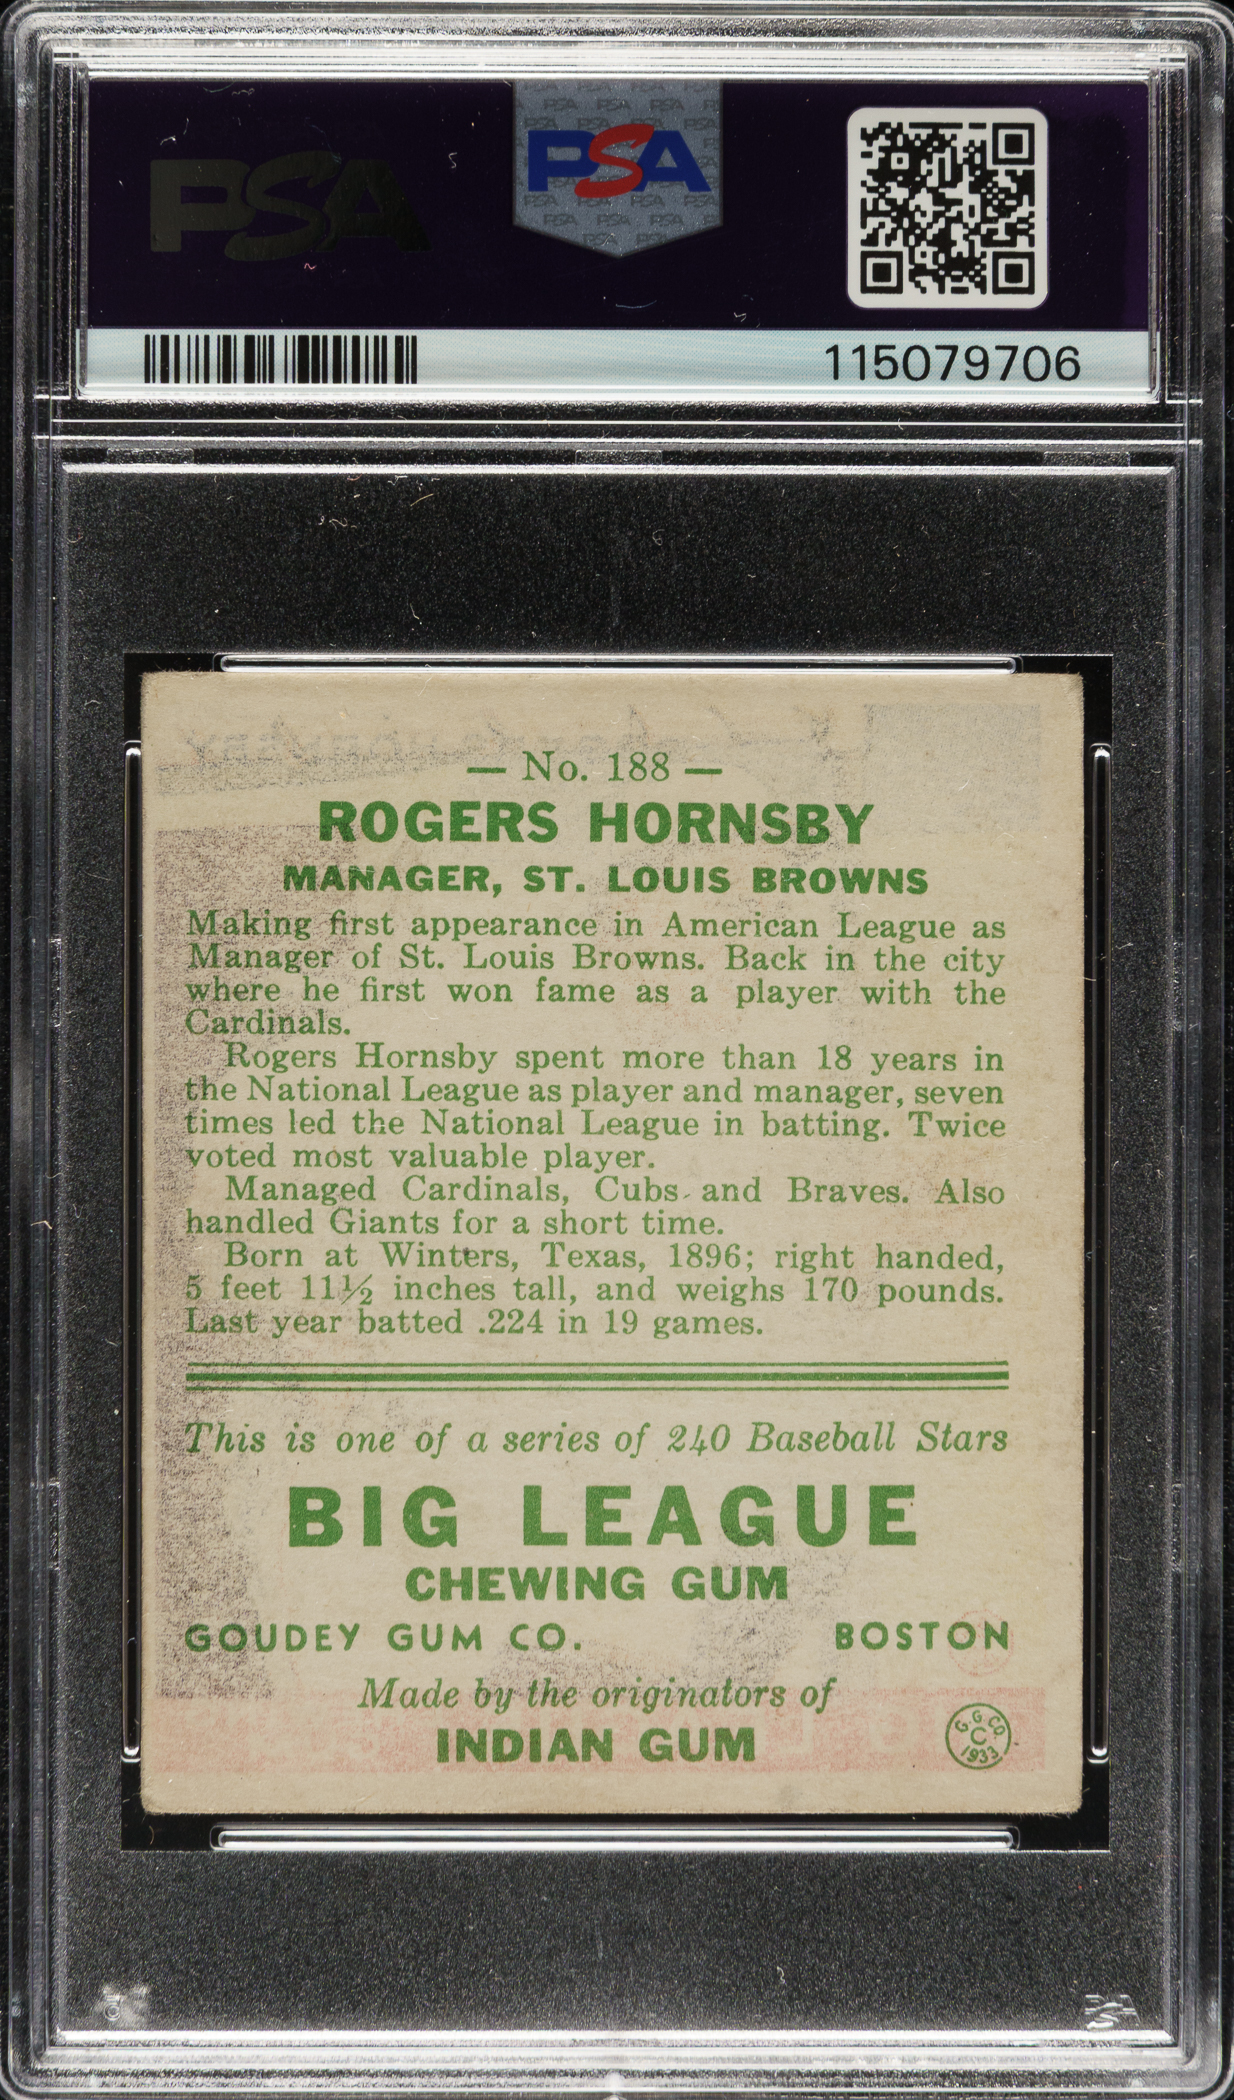 PSA
PSA
115079706
— No. 188 —
ROGERS HORNSBY
MANAGER, ST. LOUIS BROWNS
Making first appearance in American League as
Manager of St. Louis Browns. Back in the city
where he first won fame as a player with the
Cardinals.
Rogers Hornsby spent more than 18 years in
the National League as player and manager, seven
times led the National League in batting. Twice
voted most valuable player.
Managed Cardinals, Cubs and Braves. Also
handled Giants for a short time.
Born at Winters, Texas, 1896; right handed,
5 feet 11½ inches tall, and weighs 170 pounds.
Last year batted .224 in 19 games.
This is one of a series of 240 Baseball Stars
BIG LEAGUE
CHEWING GUM
GOUDEY GUM CO. BOSTON
Made by the originators of
INDIAN GUM
G.G.CO.
C
1933
PSA